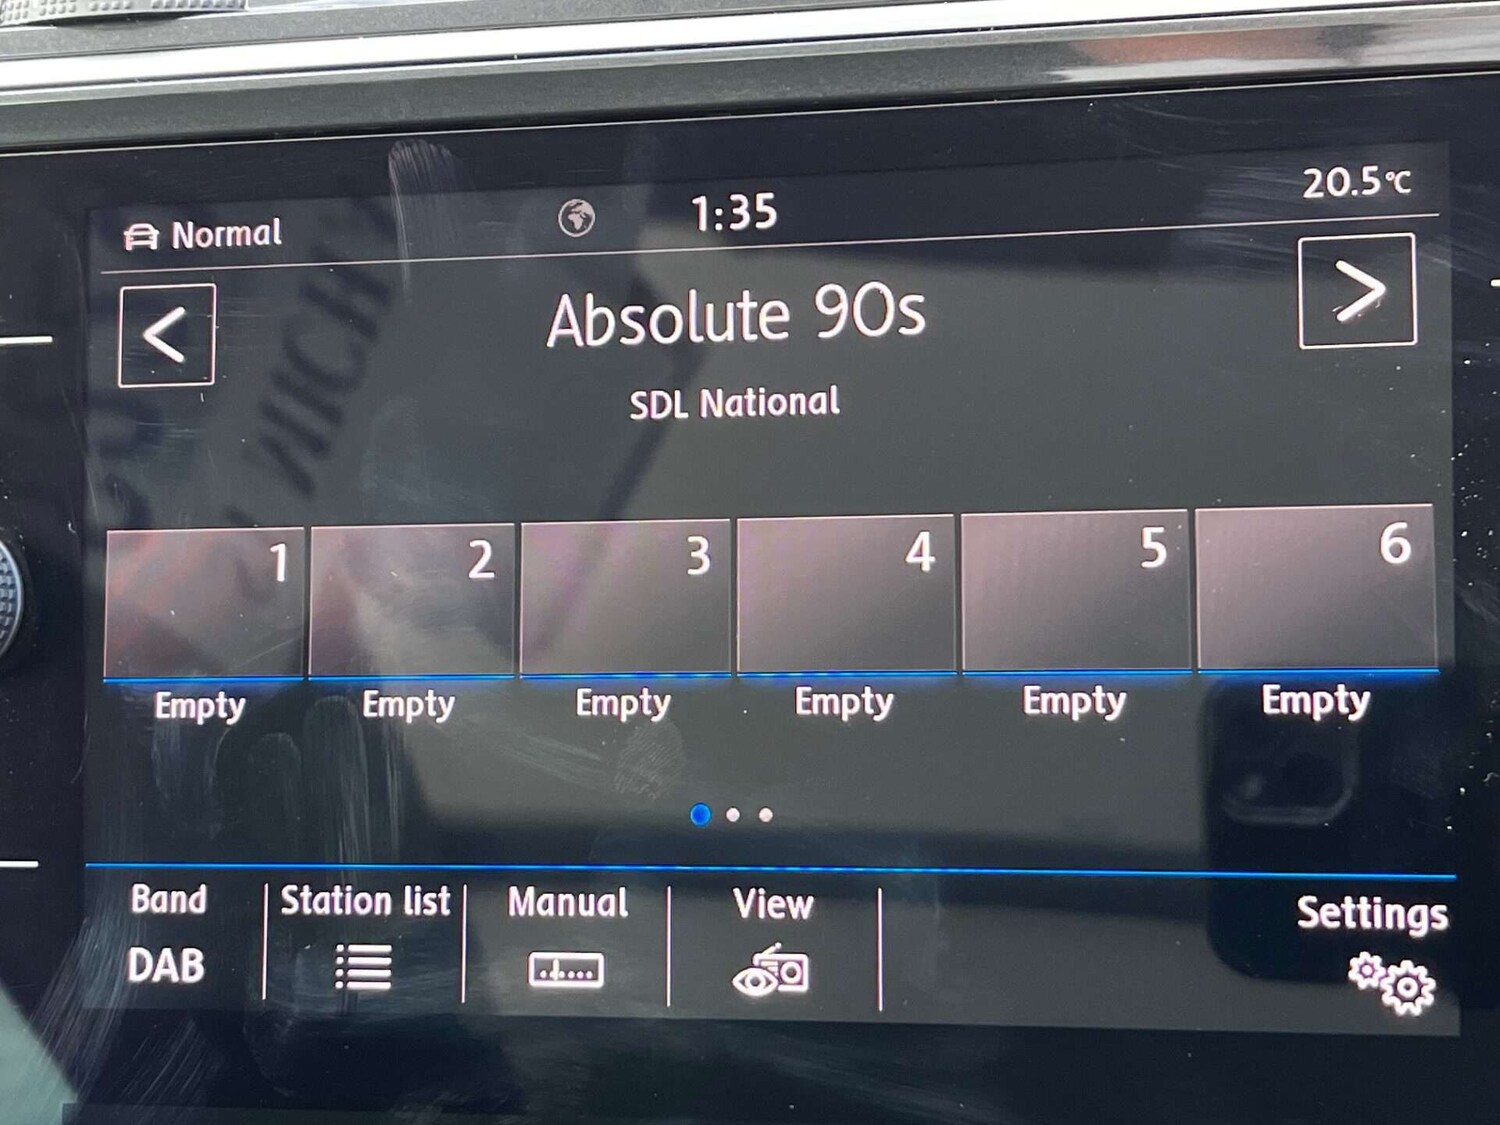 Normal
1:35
20.5°C
<
Absolute 90s
>
SDL National
1 2 3 4 5 6
Empty Empty Empty Empty Empty Empty
Band Station list Manual View Settings
DAB